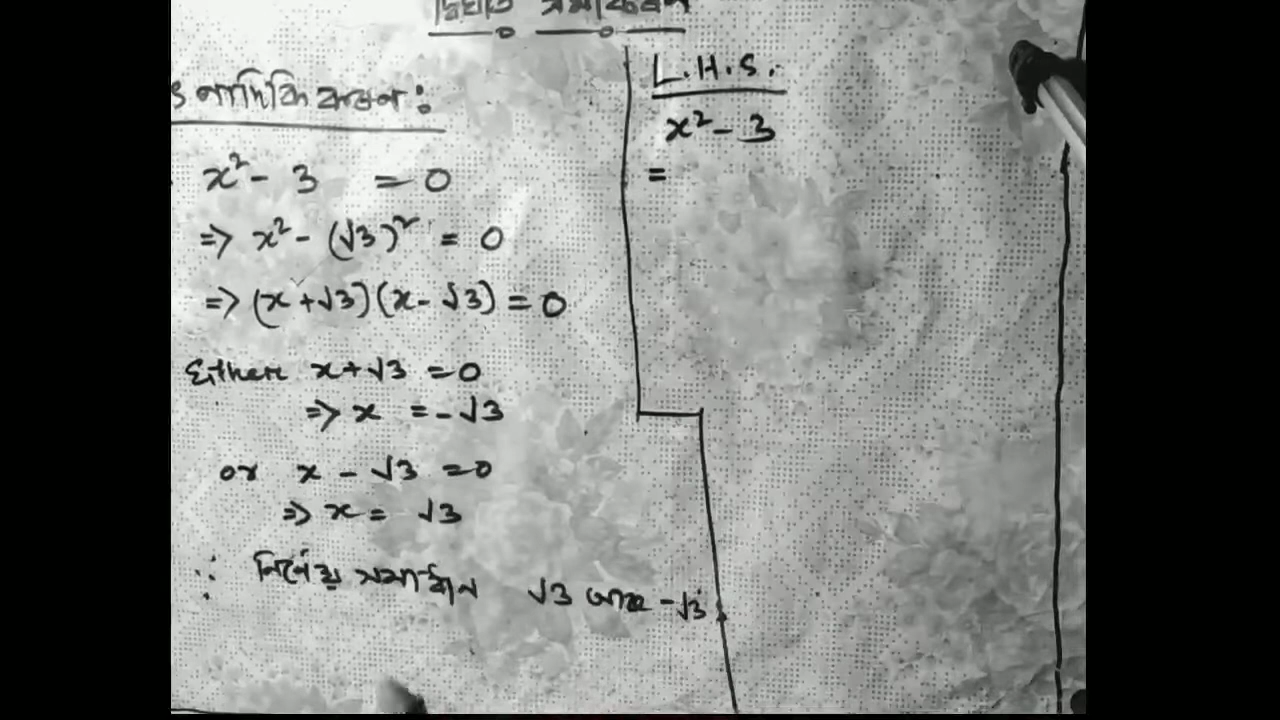 x² - 3 = 0
⇒ x² - (√3)² = 0
⇒ (x + √3)(x - √3) = 0
Either x + √3 = 0
⇒ x = -√3
or x - √3 = 0
⇒ x = √3
∴ নির্ণেয় সমাধান √3 আৰু -√3
L.H.S.
x² - 3
=